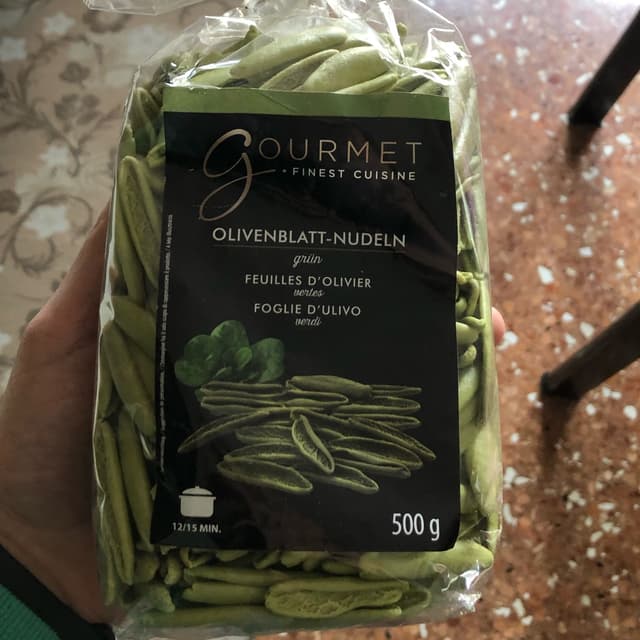 GOURMET
FINEST CUISINE
OLIVENBLATT-NUDELN
grün
FEUILLES D'OLIVIER
vertes
FOGLIE D'ULIVO
verdi
12/15 MIN.
500 g